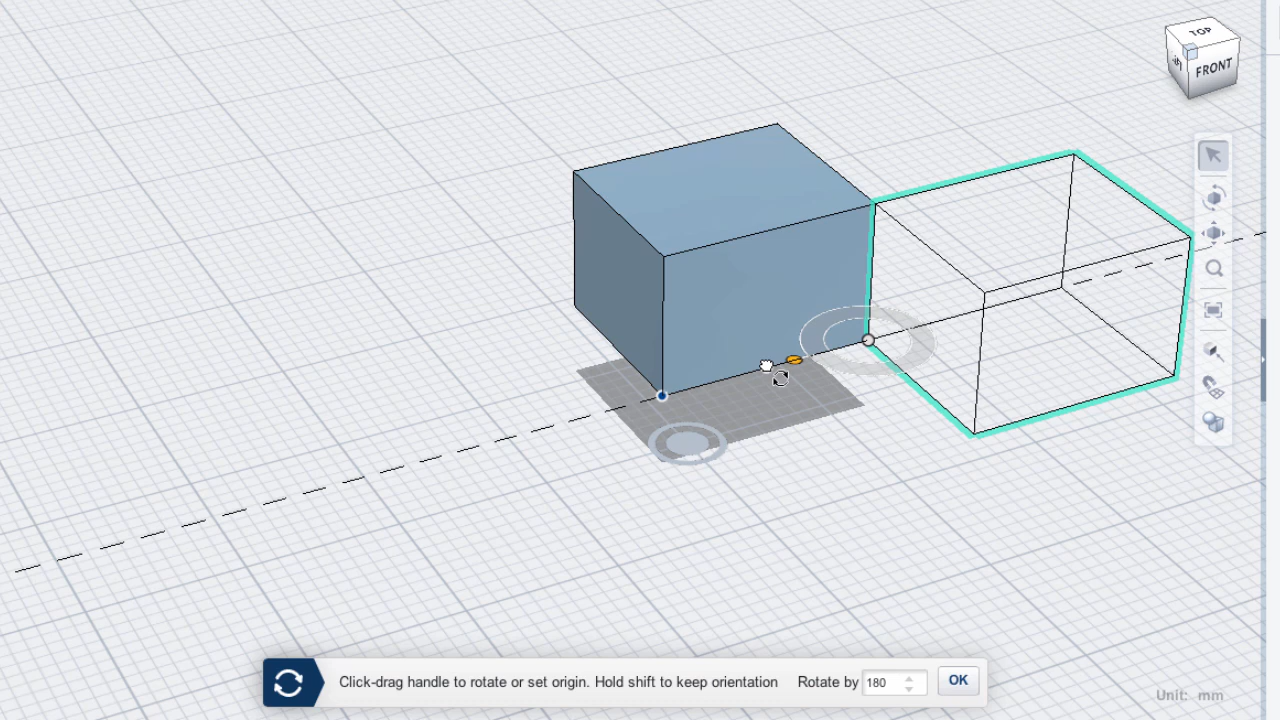 TOP
FRONT
Click-drag handle to rotate or set origin. Hold shift to keep orientation
Rotate by 180
OK
Unit: mm